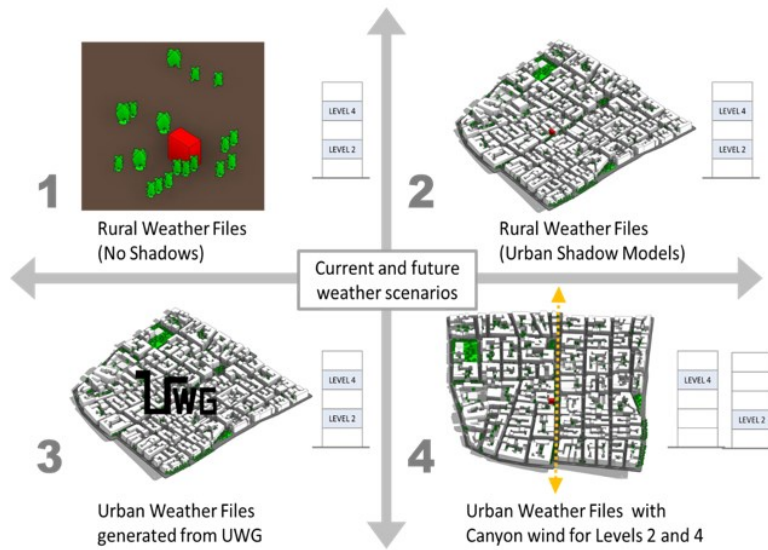 LEVEL 4
LEVEL 2
1
Rural Weather Files
(No Shadows)
LEVEL 4
LEVEL 2
2
Rural Weather Files
(Urban Shadow Models)
Current and future
weather scenarios
UWG
LEVEL 4
LEVEL 2
3
Urban Weather Files
generated from UWG
LEVEL 4
LEVEL 2
4
Urban Weather Files with
Canyon wind for Levels 2 and 4